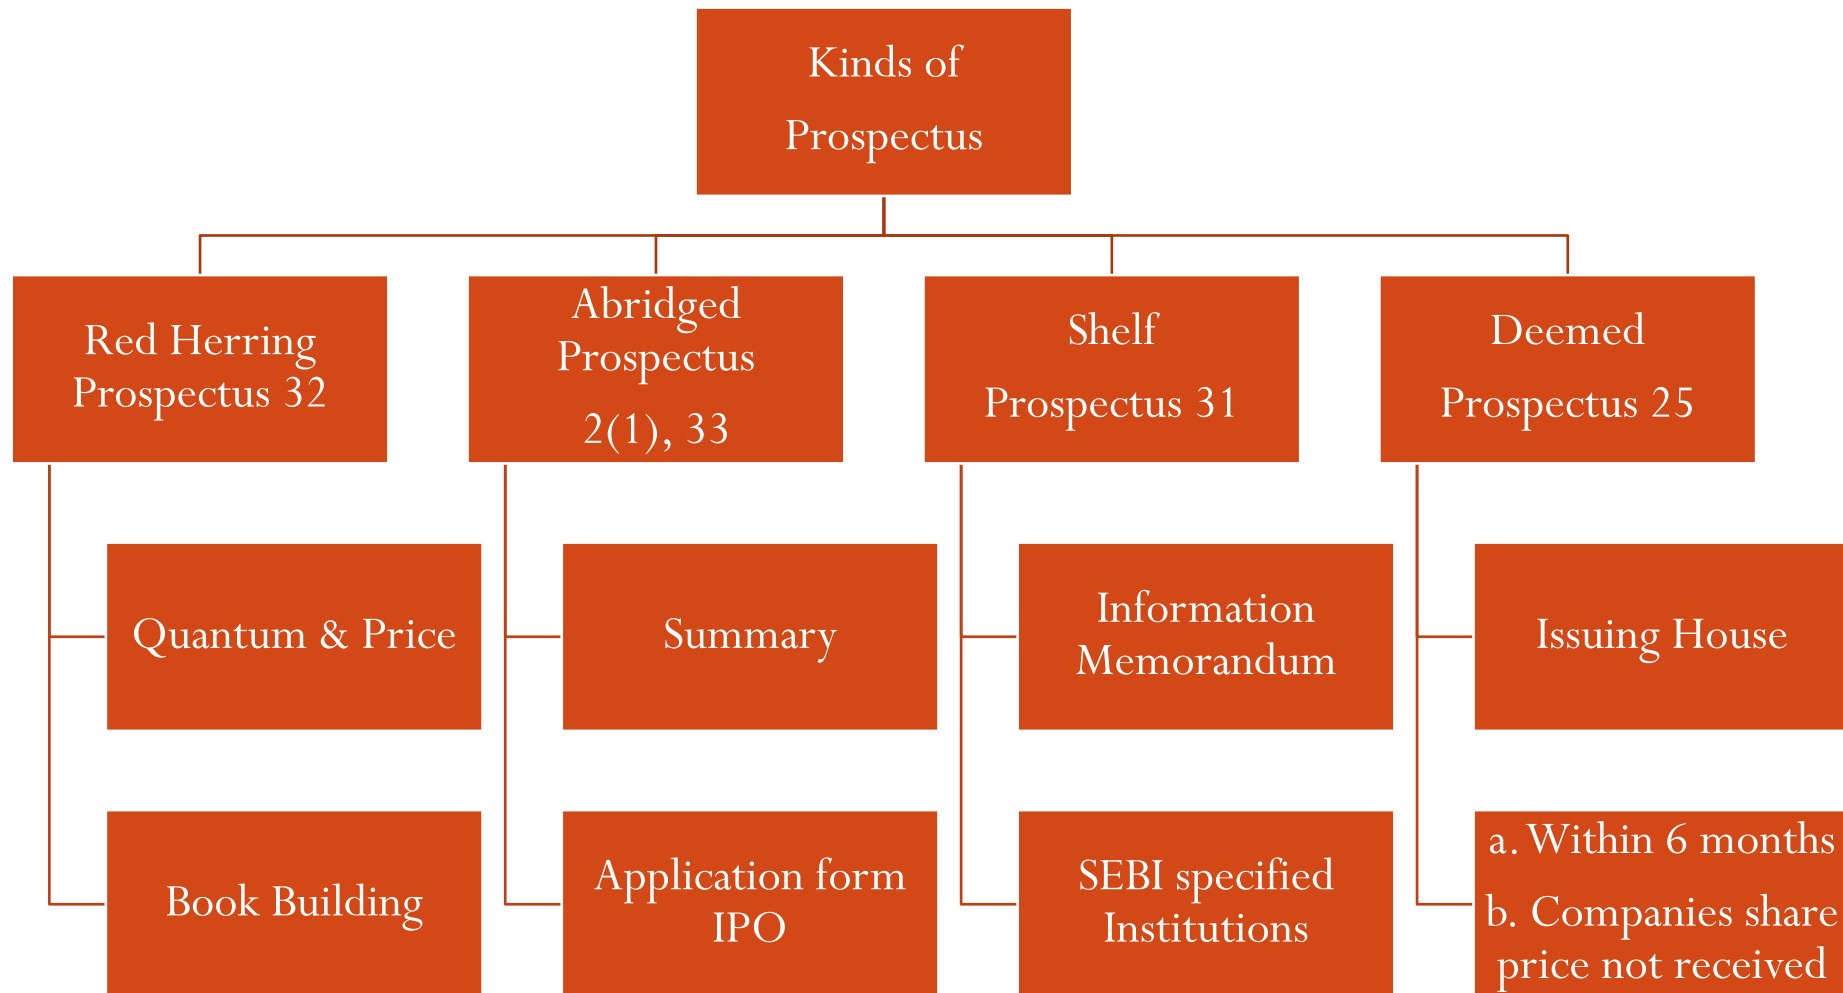 Kinds of
Prospectus
Red Herring
Prospectus 32
Abridged
Prospectus
2(1), 33
Shelf
Prospectus 31
Deemed
Prospectus 25
Quantum & Price
Summary
Information
Memorandum
Issuing House
Book Building
Application form
IPO
SEBI specified
Institutions
a. Within 6 months
b. Companies share
price not received